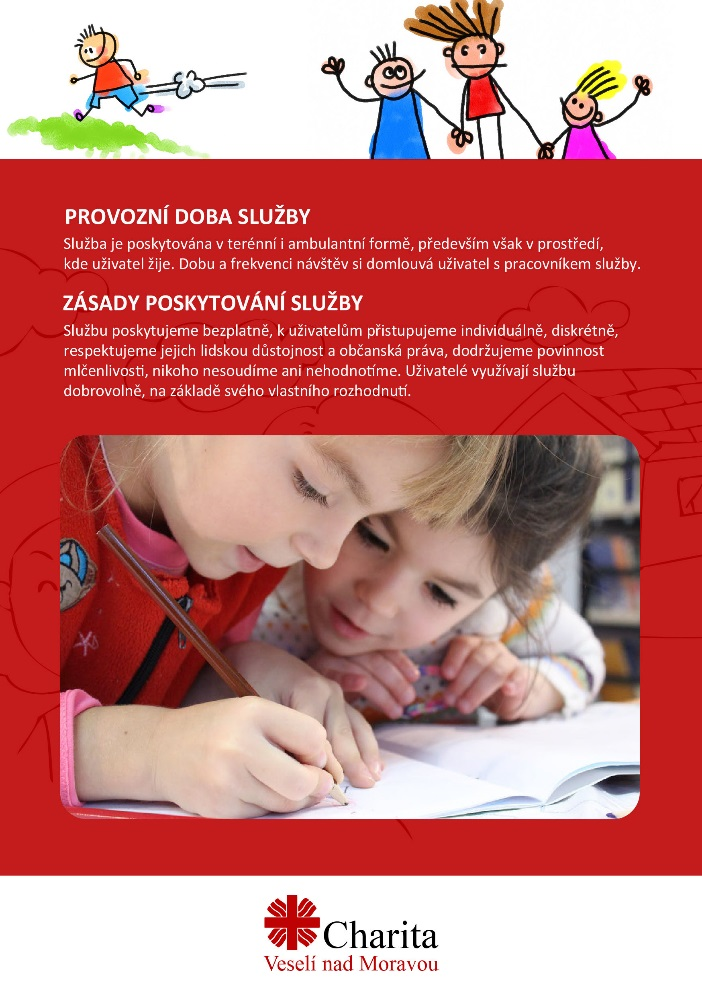 PROVOZNÍ DOBA SLUŽBY
Služba je poskytována v terénní i ambulantní formě, především však v prostředí,
kde uživatel žije. Dobu a frekvenci návštěv si domlouvá uživatel s pracovníkem služby.
ZÁSADY POSKYTOVÁNÍ SLUŽBY
Službu poskytujeme bezplatně, k uživatelům přistupujeme individuálně, diskrétně,
respektujeme jejich lidskou důstojnost a občanská práva, dodržujeme povinnost
mlčenlivosti, nikoho nesoudíme ani nehodnotíme. Uživatelé využívají službu
dobrovolně, na základě svého vlastního rozhodnutí.
Charita
Veselí nad Moravou